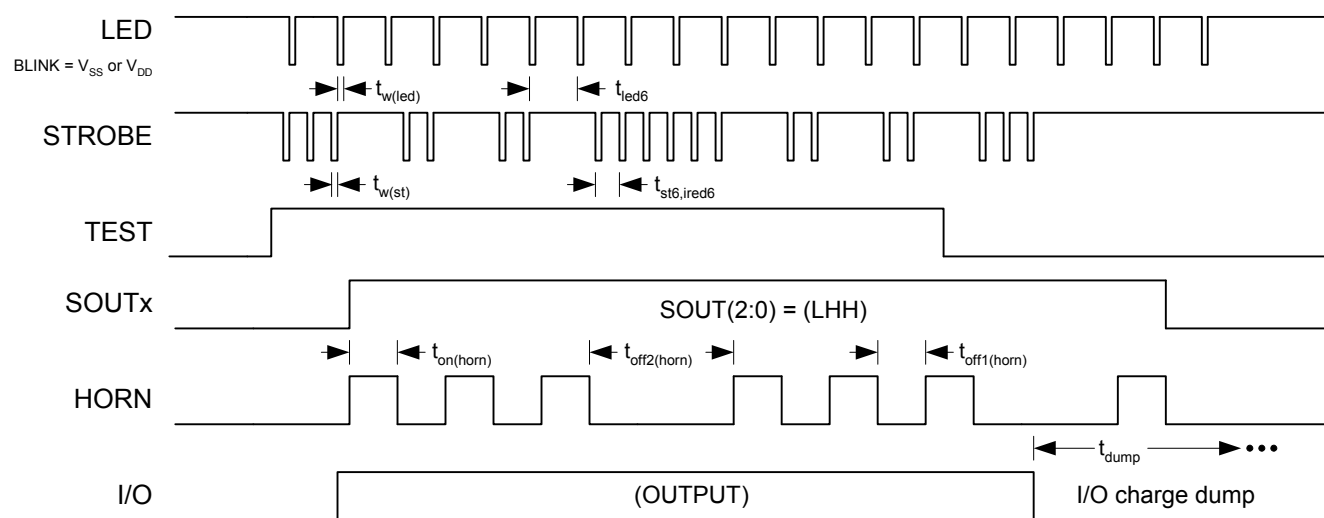 LED
BLINK = VSS or VDD
tw(led)
tled6
STROBE
tw(st)
tst6,ired6
TEST
SOUTx
SOUT(2:0) = (LHH)
ton(horn)
toff2(horn)
toff1(horn)
HORN
tdump
•••
I/O
(OUTPUT)
I/O charge dump